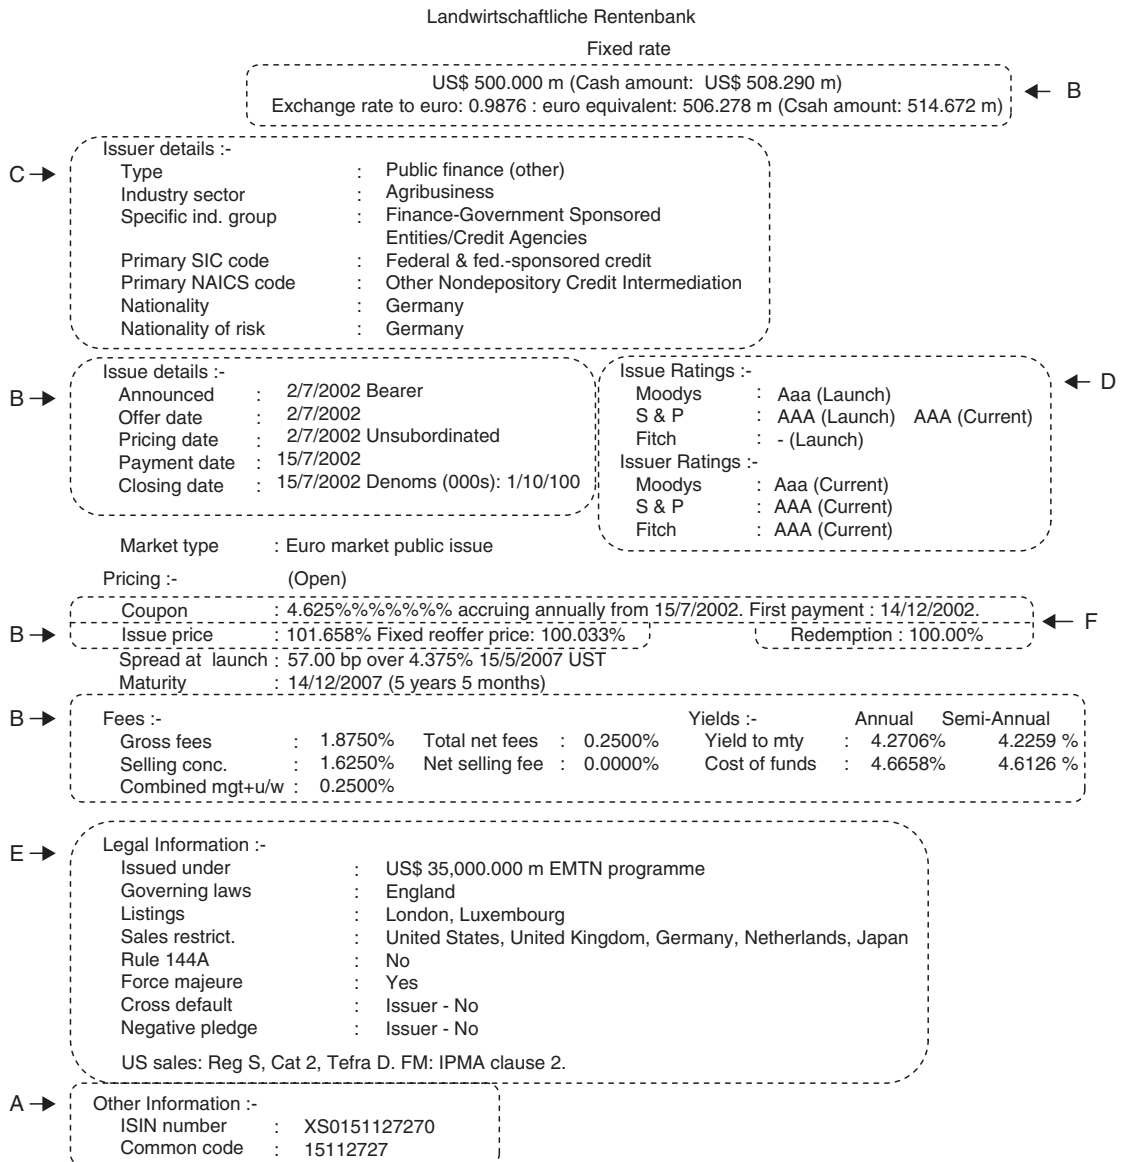 Landwirtschaftliche Rentenbank
Fixed rate
US$ 500.000 m (Cash amount: US$ 508.290 m)
Exchange rate to euro: 0.9876 : euro equivalent: 506.278 m (Csah amount: 514.672 m)
B
Issuer details :-
C
Type : Public finance (other)
Industry sector : Agribusiness
Specific ind. group : Finance-Government Sponsored
Entities/Credit Agencies
Primary SIC code : Federal & fed.-sponsored credit
Primary NAICS code : Other Nondepository Credit Intermediation
Nationality : Germany
Nationality of risk : Germany
Issue details :-
B
Announced : 2/7/2002 Bearer
Offer date : 2/7/2002
Pricing date : 2/7/2002 Unsubordinated
Payment date : 15/7/2002
Closing date : 15/7/2002 Denoms (000s): 1/10/100
Issue Ratings :-
D
Moodys : Aaa (Launch)
S & P : AAA (Launch) AAA (Current)
Fitch : - (Launch)
Issuer Ratings :-
Moodys : Aaa (Current)
S & P : AAA (Current)
Fitch : AAA (Current)
Market type : Euro market public issue
Pricing :- (Open)
Coupon : 4.625%%%%%%% accruing annually from 15/7/2002. First payment : 14/12/2002.
F
B
Issue price : 101.658% Fixed reoffer price: 100.033% Redemption : 100.00%
Spread at launch : 57.00 bp over 4.375% 15/5/2007 UST
Maturity : 14/12/2007 (5 years 5 months)
B
Fees :- Yields :- Annual Semi-Annual
Gross fees : 1.8750% Total net fees : 0.2500% Yield to mty : 4.2706% 4.2259 %
Selling conc. : 1.6250% Net selling fee : 0.0000% Cost of funds : 4.6658% 4.6126 %
Combined mgt+u/w : 0.2500%
Legal Information :-
E
Issued under : US$ 35,000.000 m EMTN programme
Governing laws : England
Listings : London, Luxembourg
Sales restrict. : United States, United Kingdom, Germany, Netherlands, Japan
Rule 144A : No
Force majeure : Yes
Cross default : Issuer - No
Negative pledge : Issuer - No
US sales: Reg S, Cat 2, Tefra D. FM: IPMA clause 2.
A
Other Information :-
ISIN number : XS0151127270
Common code : 15112727